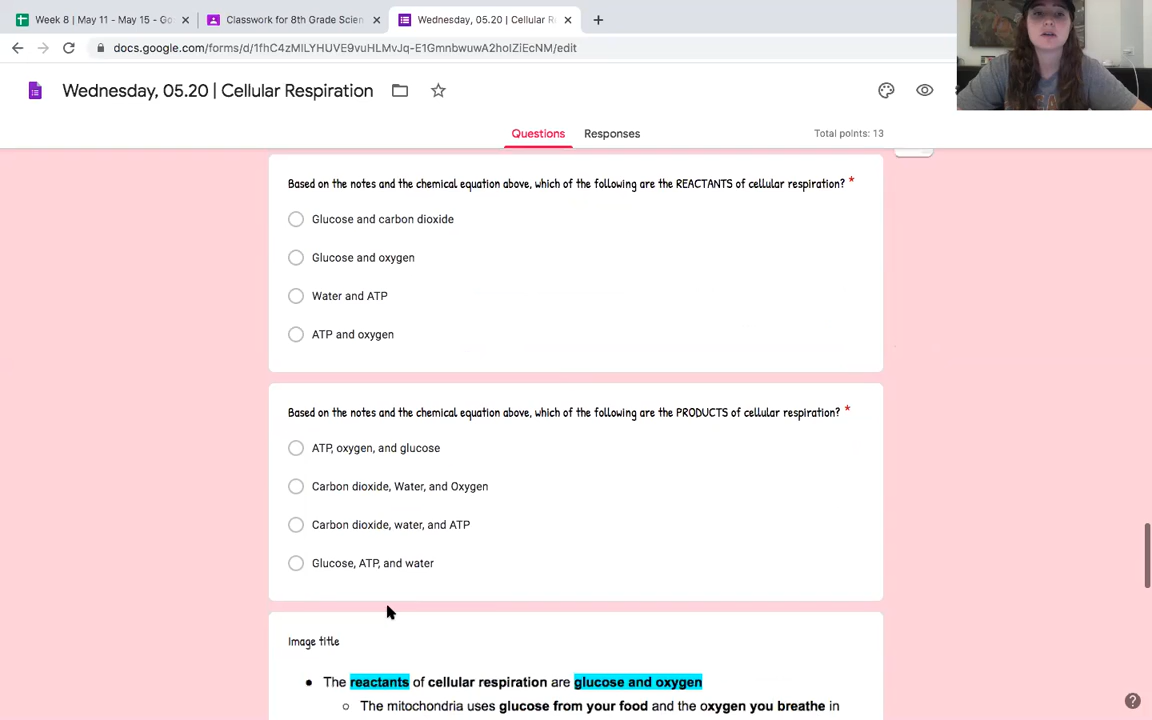 Week 8 | May 11 - May 15 - Go
Classwork for 8th Grade Scien
Wednesday, 05.20 | Cellular R
docs.google.com/forms/d/1fhC4zMILYHUVE9vuHLMvJq-E1GmnbwuwA2hoIZiEcNM/edit
Wednesday, 05.20 | Cellular Respiration
Questions Responses Total points: 13
Based on the notes and the chemical equation above, which of the following are the REACTANTS of cellular respiration? *
Glucose and carbon dioxide
Glucose and oxygen
Water and ATP
ATP and oxygen
Based on the notes and the chemical equation above, which of the following are the PRODUCTS of cellular respiration? *
ATP, oxygen, and glucose
Carbon dioxide, Water, and Oxygen
Carbon dioxide, water, and ATP
Glucose, ATP, and water
Image title
• The reactants of cellular respiration are glucose and oxygen
○ The mitochondria uses glucose from your food and the oxygen you breathe in